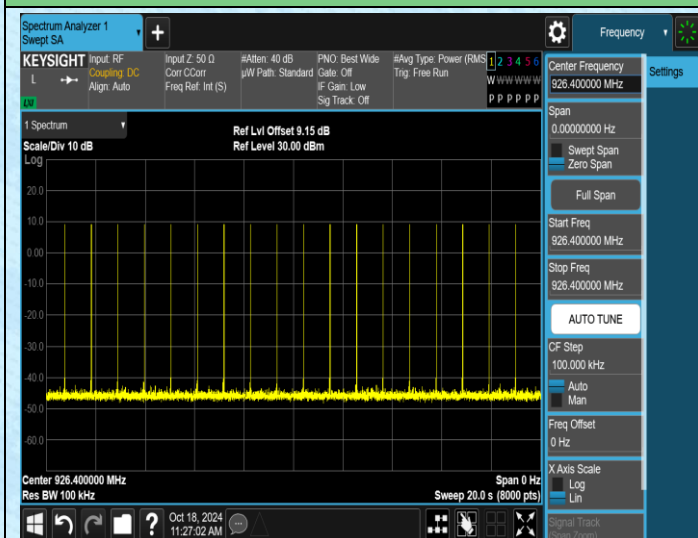 Spectrum Analyzer 1
Swept SA
+
Frequency
KEYSIGHT
L
LXI
Input: RF
Coupling: DC
Align: Auto
Input Z: 50 Ω
Corr CCorr
Freq Ref: Int (S)
#Atten: 40 dB
µW Path: Standard
PNO: Best Wide
Gate: Off
IF Gain: Low
Sig Track: Off
#Avg Type: Power (RMS
Trig: Free Run
1 2 3 4 5 6
W W W W W W
P P P P P P
1 Spectrum
Scale/Div 10 dB
Log
Ref Lvl Offset 9.15 dB
Ref Level 30.00 dBm
20.0
10.0
0.00
-10.0
-20.0
-30.0
-40.0
-50.0
-60.0
Center 926.400000 MHz
Res BW 100 kHz
Span 0 Hz
Sweep 20.0 s (8000 pts)
?
Oct 18, 2024
11:27:02 AM
Center Frequency
926.400000 MHz
Span
0.00000000 Hz
Swept Span
Zero Span
Full Span
Start Freq
926.400000 MHz
Stop Freq
926.400000 MHz
AUTO TUNE
CF Step
100.000 kHz
Auto
Man
Freq Offset
0 Hz
X Axis Scale
Log
Lin
Signal Track
(Span Zoom)
Settings